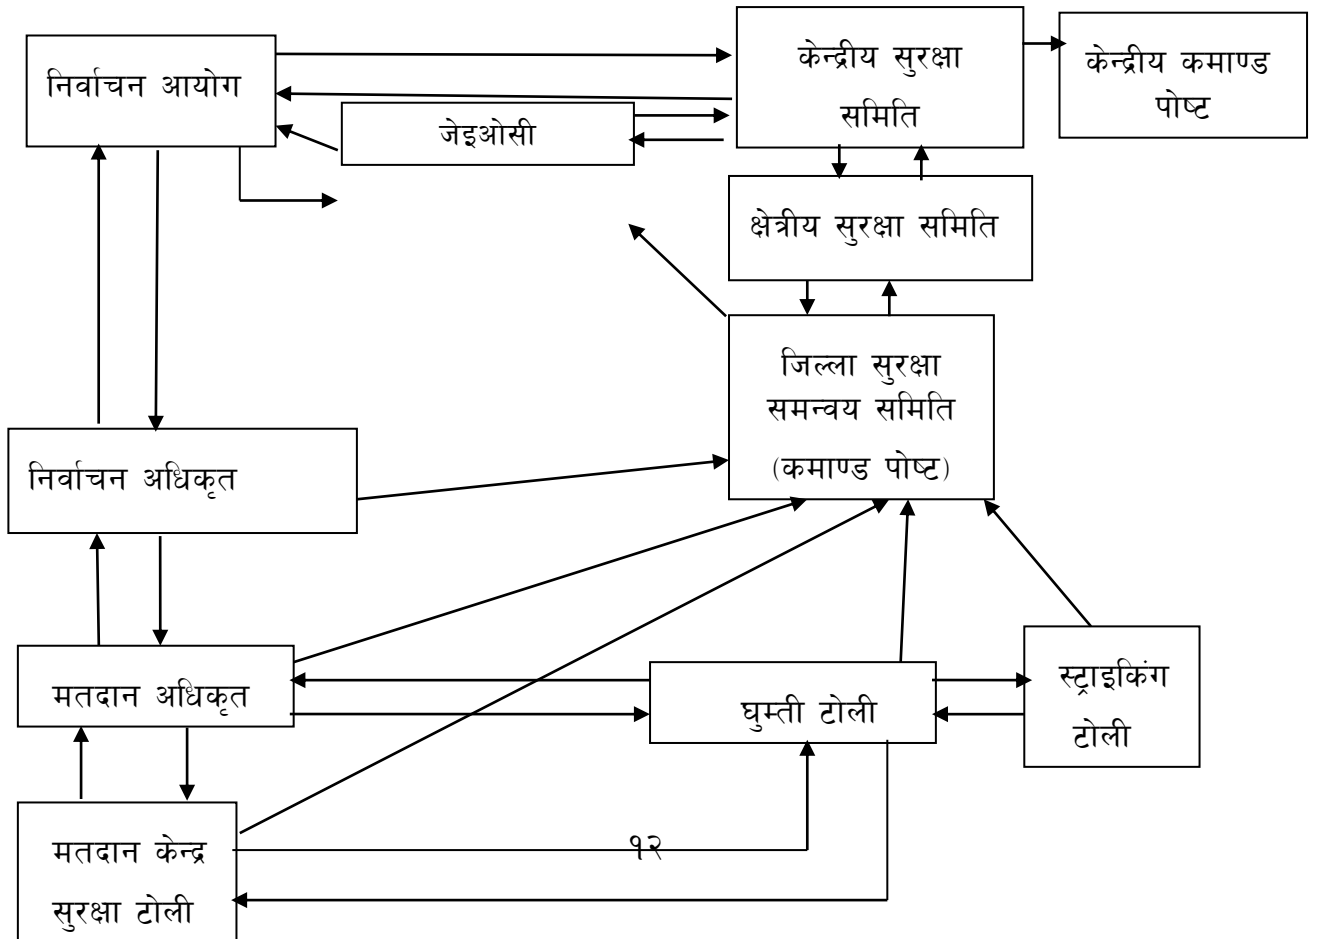 निर्वाचन आयोग
केन्द्रीय सुरक्षा
समिति
केन्द्रीय कमाण्ड
पोष्ट
जेइओसी
क्षेत्रीय सुरक्षा समिति
जिल्ला सुरक्षा
समन्वय समिति
(कमाण्ड पोष्ट)
निर्वाचन अधिकृत
मतदान अधिकृत
घुम्ती टोली
स्ट्राइकिंग
टोली
मतदान केन्द्र
सुरक्षा टोली
१२